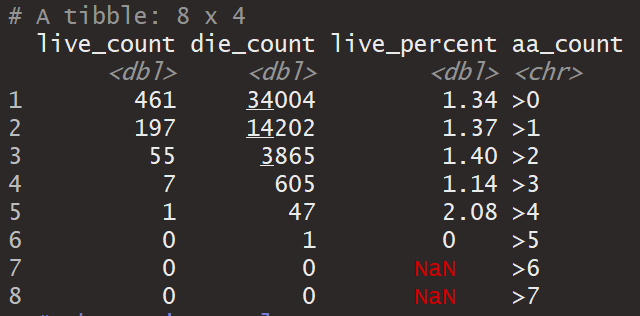 # A tibble: 8 x 4
live_count die_count live_percent aa_count
<dbl> <dbl> <dbl> <chr>
1 461 34004 1.34 >0
2 197 14202 1.37 >1
3 55 3865 1.40 >2
4 7 605 1.14 >3
5 1 47 2.08 >4
6 0 1 0 >5
7 0 0 NaN >6
8 0 0 NaN >7